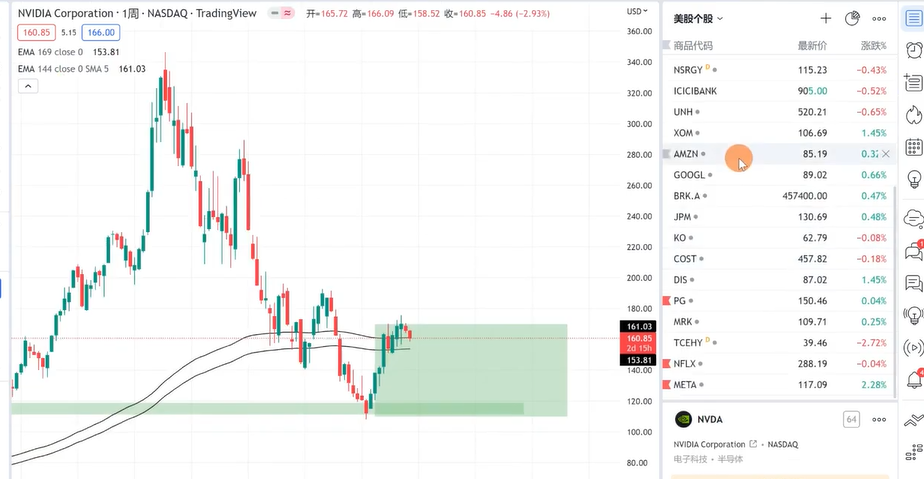 NVIDIA Corporation · 1周 · NASDAQ · TradingView
开=165.72 高=166.09 低=158.52 收=160.85 −4.86 (−2.93%)
160.85 5.15 166.00
EMA 169 close 0 153.81
EMA 144 close 0 SMA 5 161.03
USD
360.00
340.00
320.00
300.00
280.00
260.00
240.00
220.00
200.00
180.00
161.03
160.85
2d 15h
153.81
140.00
120.00
100.00
80.00
美股个股
商品代码 最新价 涨跌%
NSRGY D 115.23 −0.43%
ICICIBANK 905.00 −0.52%
UNH 520.21 −0.65%
XOM 106.69 1.45%
AMZN 85.19 0.32
GOOGL 89.02 0.66%
BRK.A 457400.00 0.47%
JPM 130.69 0.48%
KO 62.79 −0.08%
COST 457.82 −0.18%
DIS 87.02 1.45%
PG 150.46 0.04%
MRK 109.71 0.25%
TCEHY D 39.46 −2.72%
NFLX 288.19 −0.04%
META 117.09 2.28%
NVDA 64
NVIDIA Corporation · NASDAQ
电子科技 · 半导体